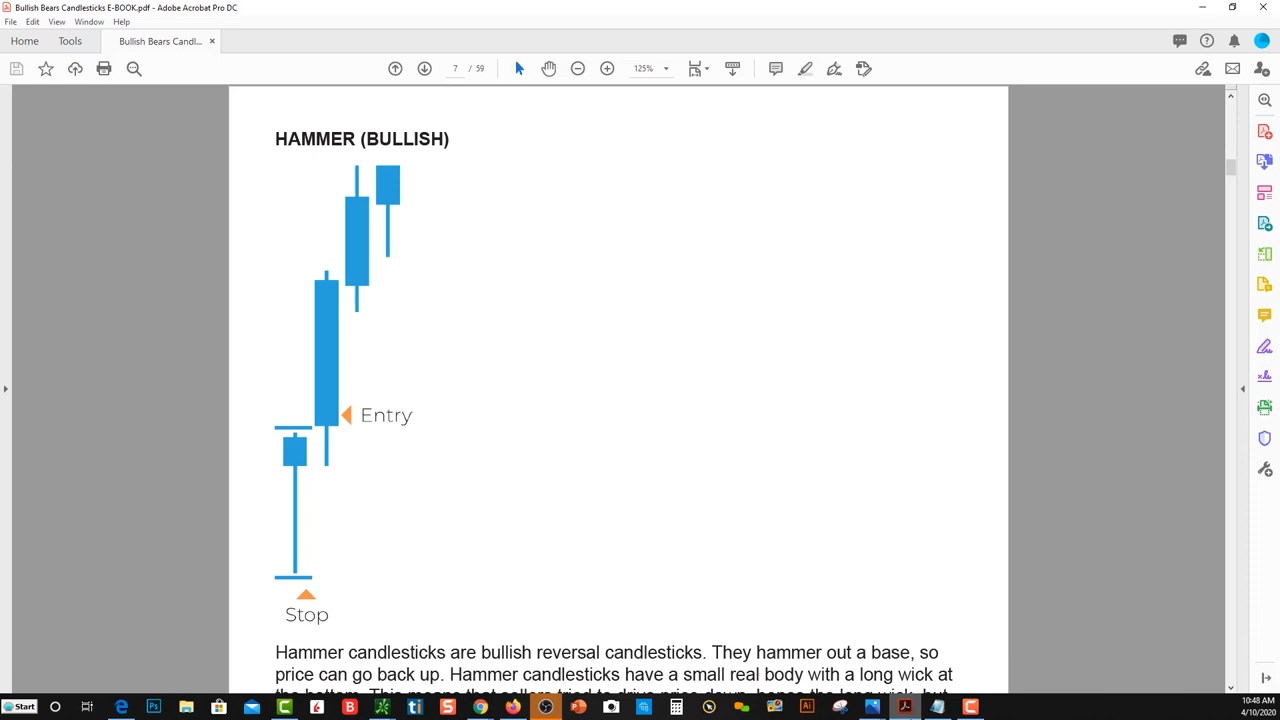 Bullish Bears Candlesticks E-BOOK.pdf - Adobe Acrobat Pro DC
File Edit View Window Help
Home Tools Bullish Bears Candl... ×
7 / 59 125%
HAMMER (BULLISH)
Entry
Stop
Hammer candlesticks are bullish reversal candlesticks. They hammer out a base, so
price can go back up. Hammer candlesticks have a small real body with a long wick at
Start
10:48 AM
4/10/2020